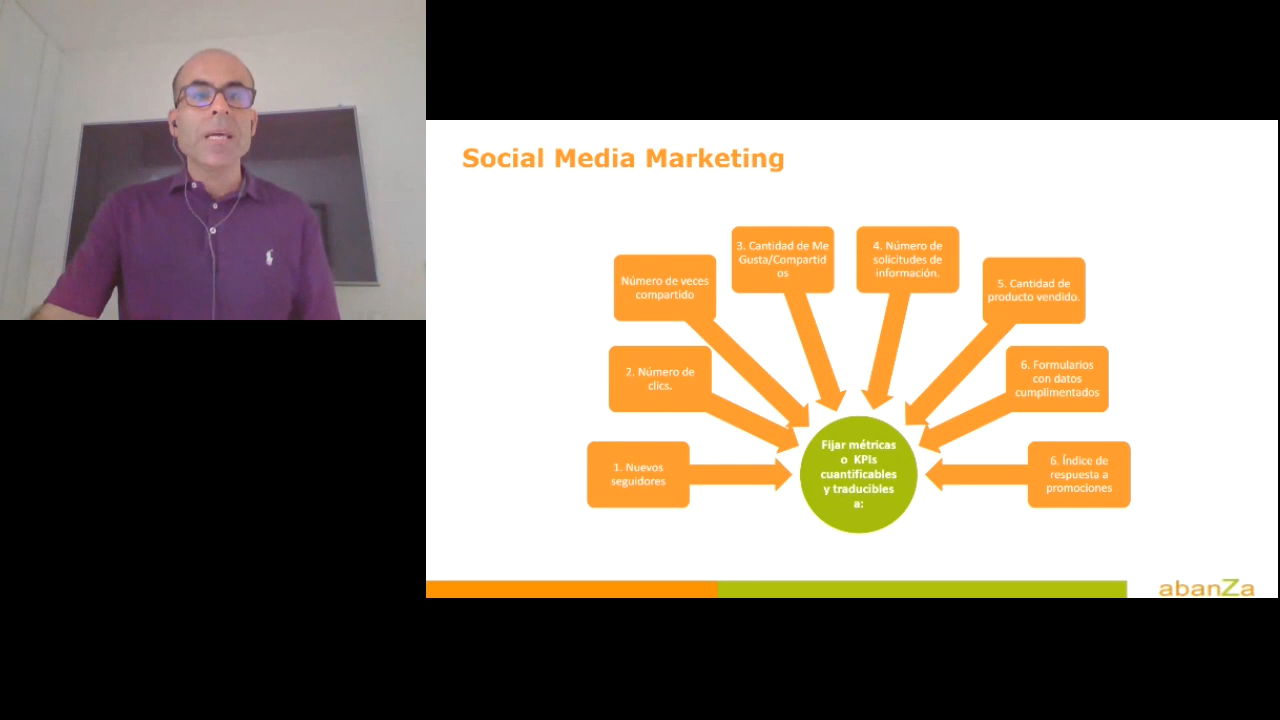 Social Media Marketing
3. Cantidad de Me
Gusta/Compartid
os
4. Número de
solicitudes de
información.
Número de veces
compartido
5. Cantidad de
producto vendido.
2. Número de
clics.
6. Formularios
con datos
cumplimentados
1. Nuevos
seguidores
Fijar métricas
o KPIs
cuantificables
y traducibles
a:
6. Índice de
respuesta a
promociones
abanZa